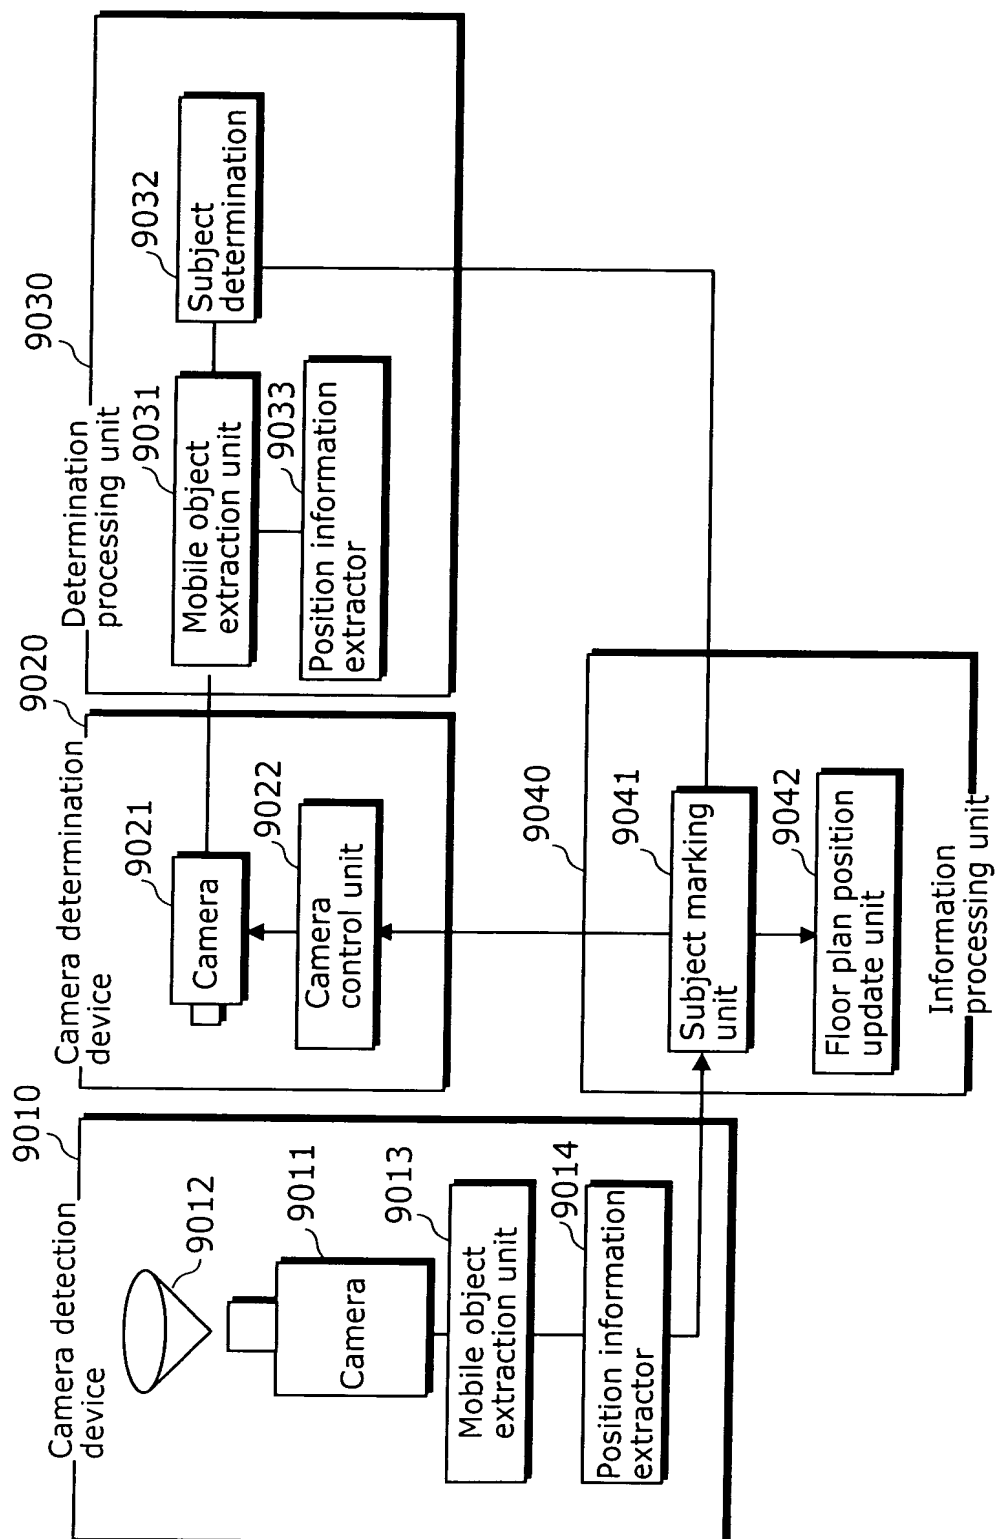 Camera detection
device
9010
9012
9011
Camera
9013
Mobile object
extraction unit
9014
Position information
extractor
Camera determination
device
9020
9021
Camera
9022
Camera
control unit
Determination
processing unit
9030
9031
Mobile object
extraction unit
9032
Subject
determination
9033
Position information
extractor
9040
9041
Subject marking
unit
9042
Floor plan position
update unit
Information
processing unit